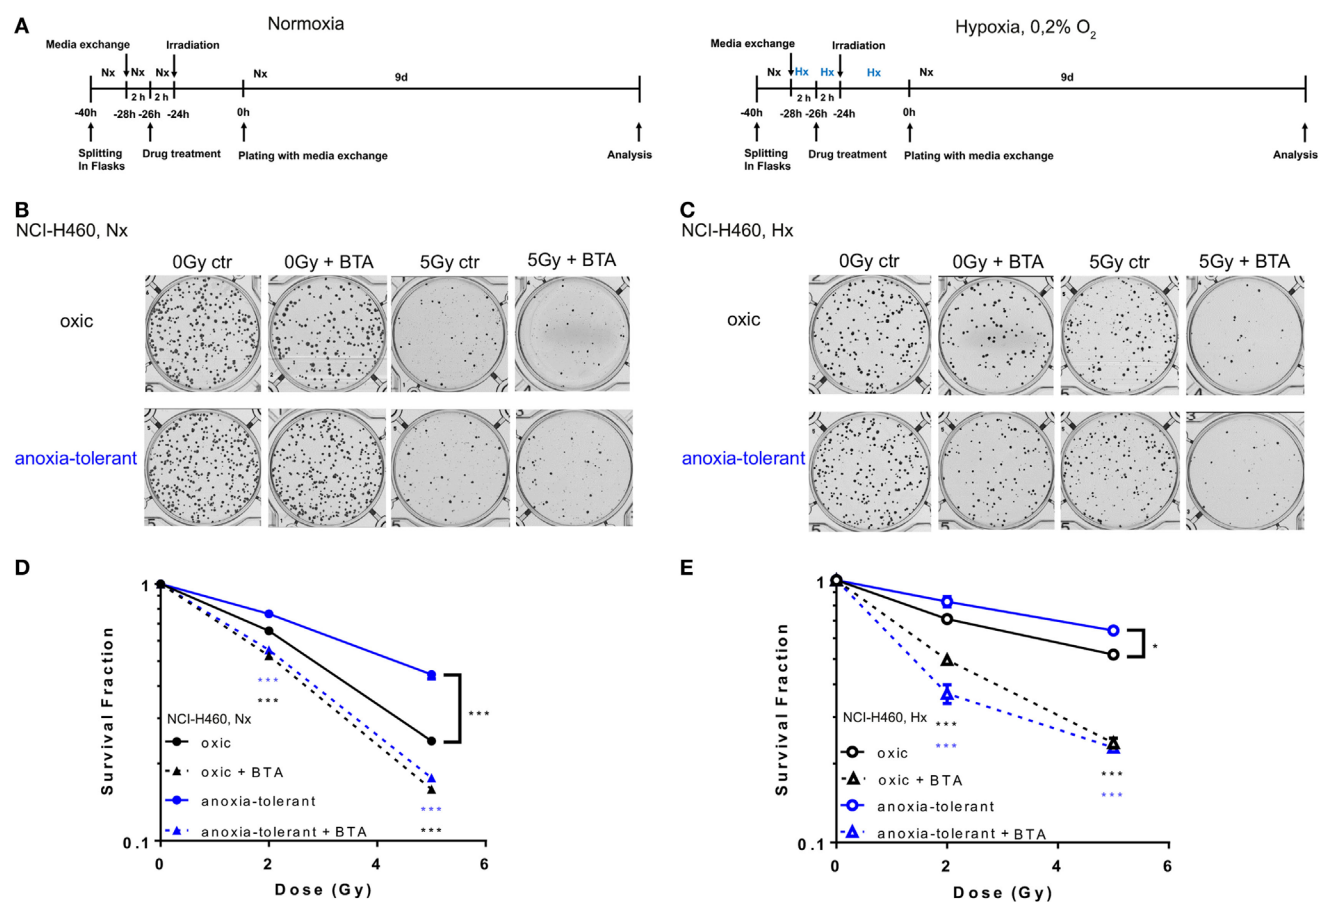 A
Normoxia
Media exchange
Irradiation
Nx Nx Nx Nx 9d
2 h 2 h
-40h -28h -26h -24h 0h
Splitting
In Flasks
Drug treatment
Plating with media exchange
Analysis
Hypoxia, 0,2% O2
Media exchange
Irradiation
Nx Hx Hx Hx Nx 9d
2 h 2 h
-40h -28h -26h -24h 0h
Splitting
In Flasks
Drug treatment
Plating with media exchange
Analysis
B
NCI-H460, Nx
0Gy ctr 0Gy + BTA 5Gy ctr 5Gy + BTA
oxic
anoxia-tolerant
C
NCI-H460, Hx
0Gy ctr 0Gy + BTA 5Gy ctr 5Gy + BTA
oxic
anoxia-tolerant
D
Survival Fraction
1
0.1
***
***
***
***
***
NCI-H460, Nx
oxic
oxic + BTA
anoxia-tolerant
anoxia-tolerant + BTA
0 2 4 6
Dose (Gy)
E
Survival Fraction
1
0.1
*
***
***
***
***
NCI-H460, Hx
oxic
oxic + BTA
anoxia-tolerant
anoxia-tolerant + BTA
0 2 4 6
Dose (Gy)